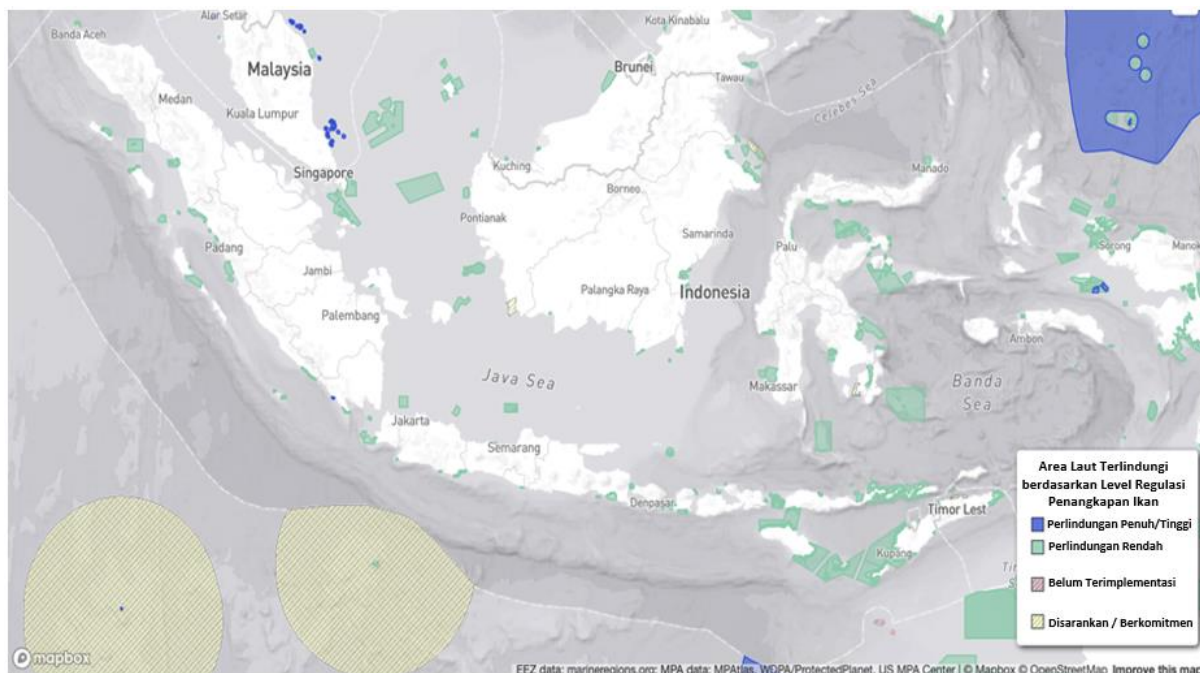 Banda Aceh
Alor Setar
Kota Kinabalu
Malaysia
Brunei
Tawau
Medan
Kuala Lumpur
Celebes Sea
Singapore
Kuching
Borneo
Manado
Pontianak
Padang
Samarinda
Palu
Sorong
Manok
Jambi
Palangka Raya
Indonesia
Palembang
Ambon
Java Sea
Makassar
Banda
Sea
Jakarta
Semarang
Denpasar
Timor Lest
Kupang
Area Laut Terlindungi
berdasarkan Level Regulasi
Penangkapan Ikan
Perlindungan Penuh/Tinggi
Perlindungan Rendah
Belum Terimplementasi
Disarankan / Berkomitmen
mapbox
EEZ data: marineregions.org; MPA data: MPAtlas, WDPA/ProtectedPlanet, US MPA Center | © Mapbox © OpenStreetMap Improve this map